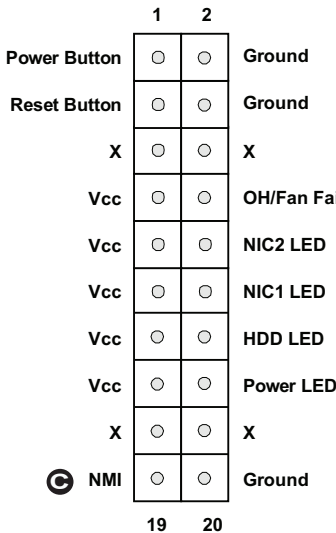 1 2
Power Button Ground
Reset Button Ground
X X
Vcc OH/Fan Fai
Vcc NIC2 LED
Vcc NIC1 LED
Vcc HDD LED
Vcc Power LED
X X
C NMI Ground
19 20